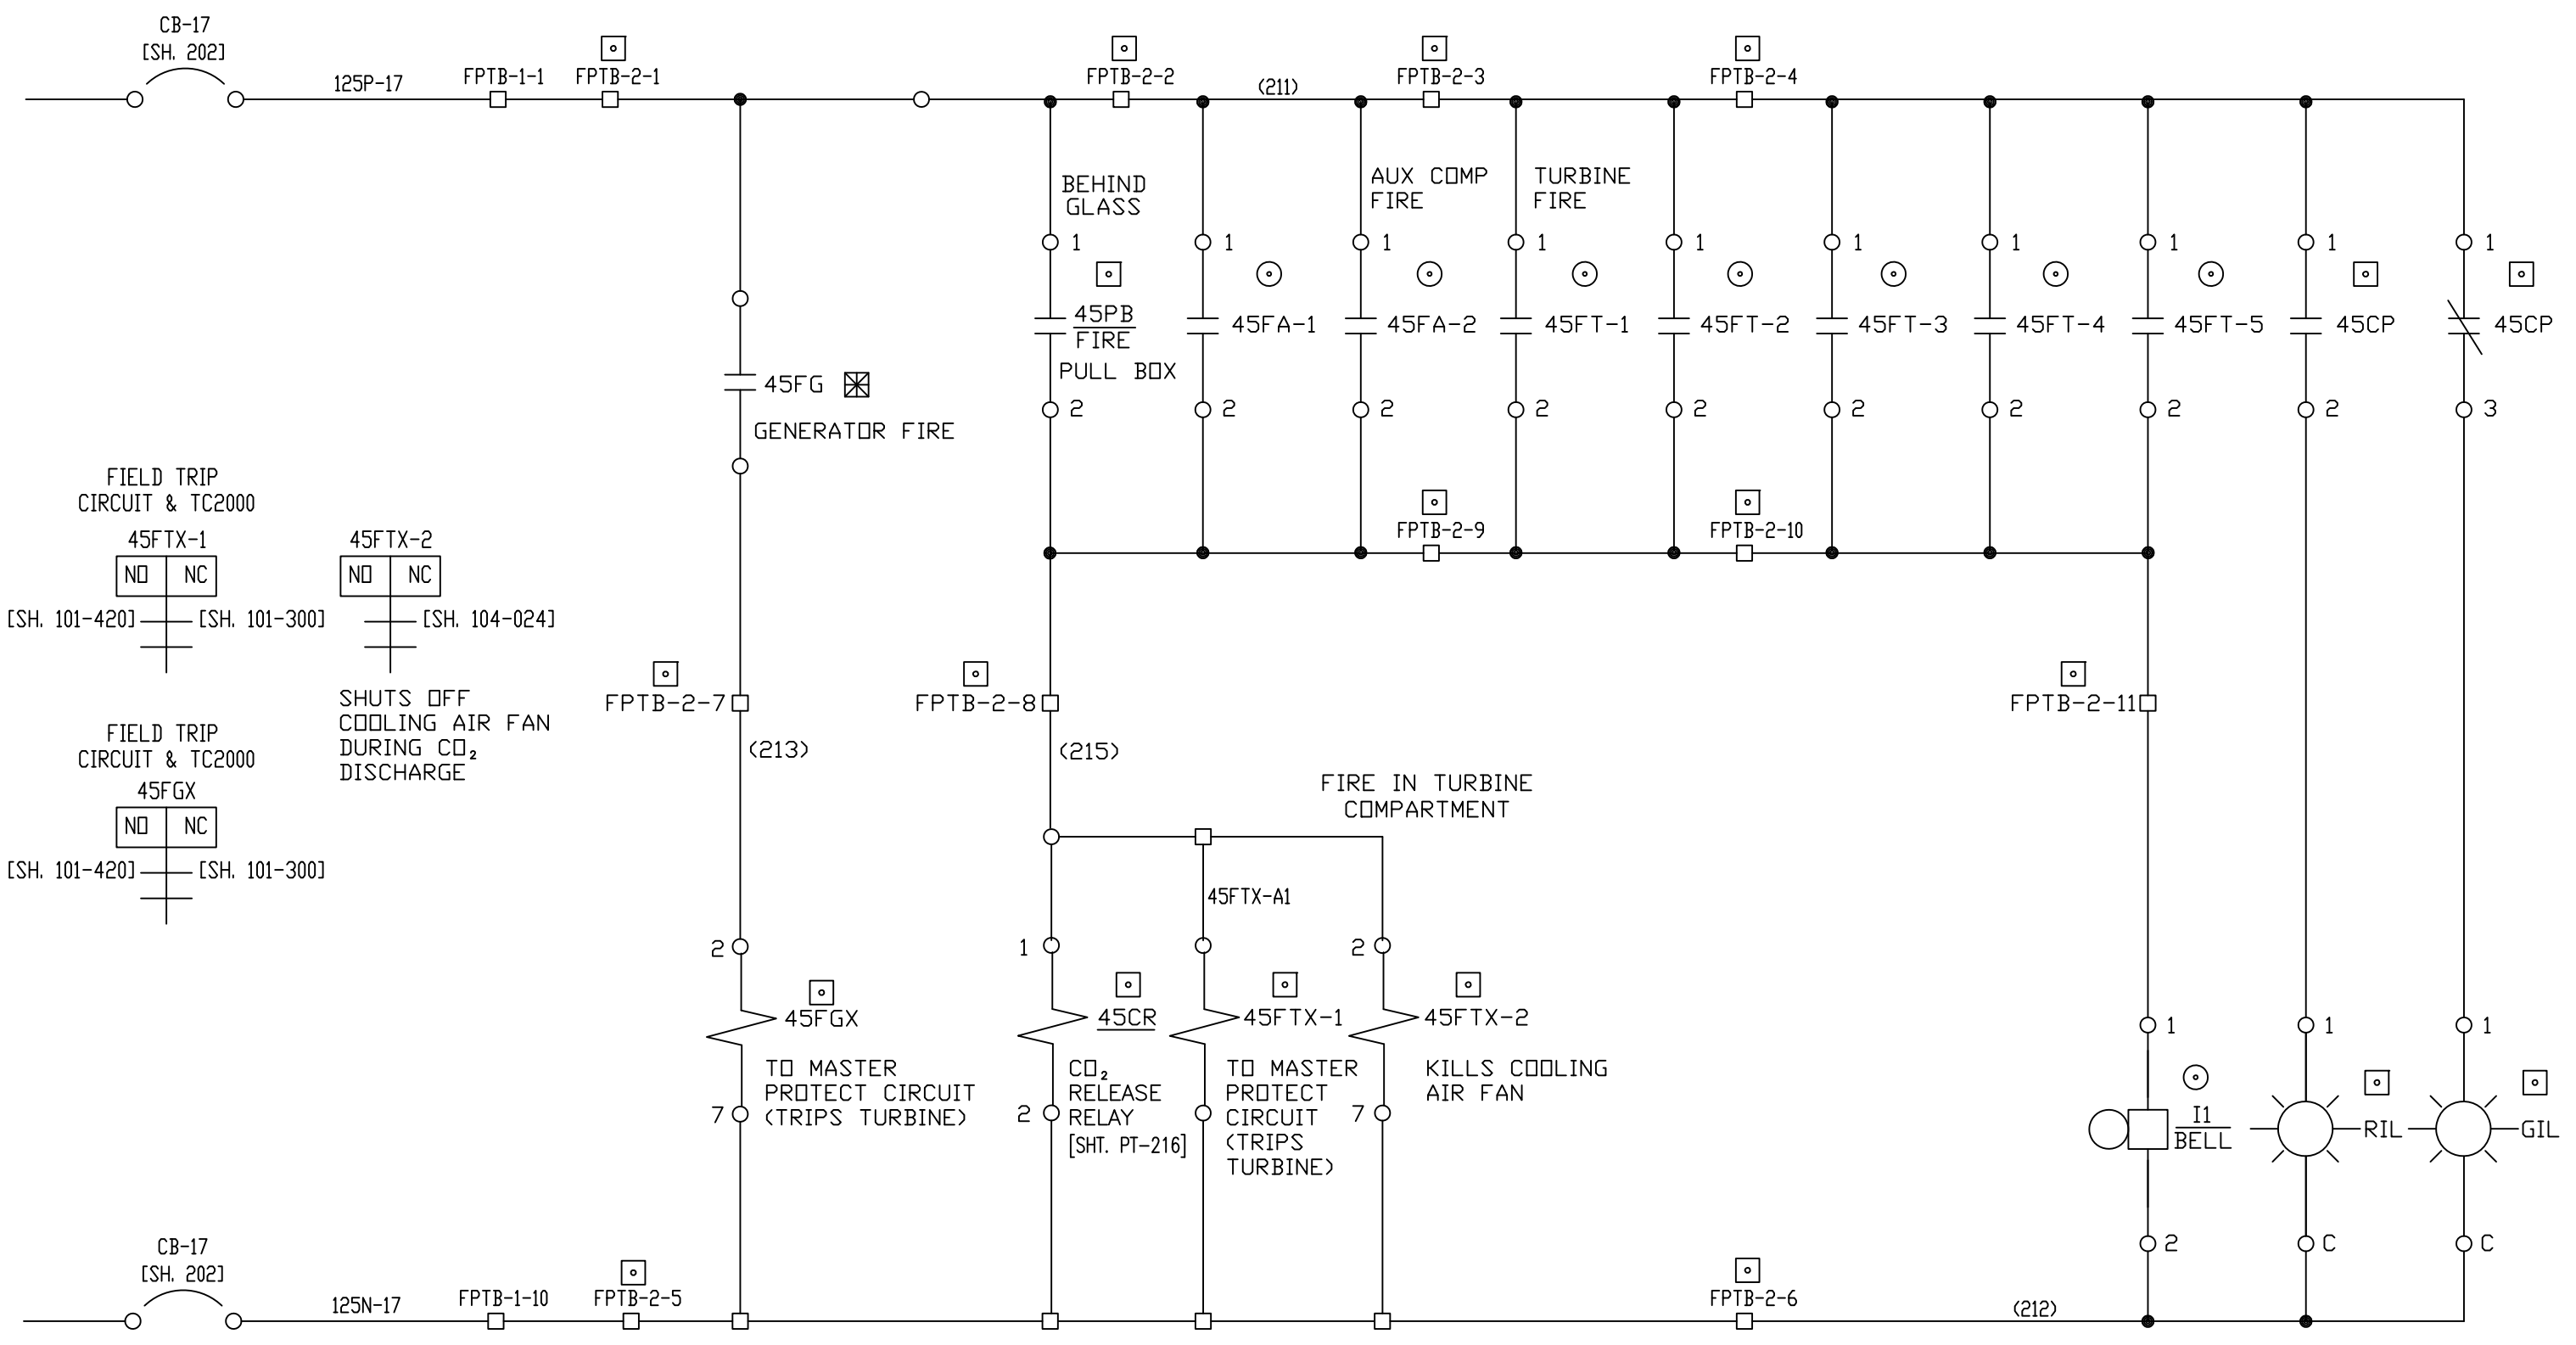 CB-17
[SH. 202]
125P-17
FPTB-1-1
FPTB-2-1
FPTB-2-2
(211)
FPTB-2-3
FPTB-2-4
BEHIND
GLASS
AUX COMP
FIRE
TURBINE
FIRE
1
1
1
1
1
1
1
1
1
1
45PB
FIRE
PULL BOX
45FA-1
45FA-2
45FT-1
45FT-2
45FT-3
45FT-4
45FT-5
45CP
45CP
2
2
2
2
2
2
2
2
2
3
45FG
GENERATOR FIRE
FPTB-2-9
FPTB-2-10
FIELD TRIP
CIRCUIT & TC2000
45FTX-1
NO NC
[SH. 101-420]
[SH. 101-300]
45FTX-2
NO NC
[SH. 104-024]
SHUTS OFF
COOLING AIR FAN
DURING CO₂
DISCHARGE
FIELD TRIP
CIRCUIT & TC2000
45FGX
NO NC
[SH. 101-420]
[SH. 101-300]
FPTB-2-7
(213)
FPTB-2-8
(215)
FPTB-2-11
FIRE IN TURBINE
COMPARTMENT
45FTX-A1
2
45FGX
TO MASTER
PROTECT CIRCUIT
(TRIPS TURBINE)
7
1
45CR
CO₂
RELEASE
RELAY
[SHT. PT-216]
2
45FTX-1
TO MASTER
PROTECT
CIRCUIT
(TRIPS
TURBINE)
2
45FTX-2
KILLS COOLING
AIR FAN
7
1
I1
BELL
2
1
RIL
C
1
GIL
C
CB-17
[SH. 202]
125N-17
FPTB-1-10
FPTB-2-5
FPTB-2-6
(212)